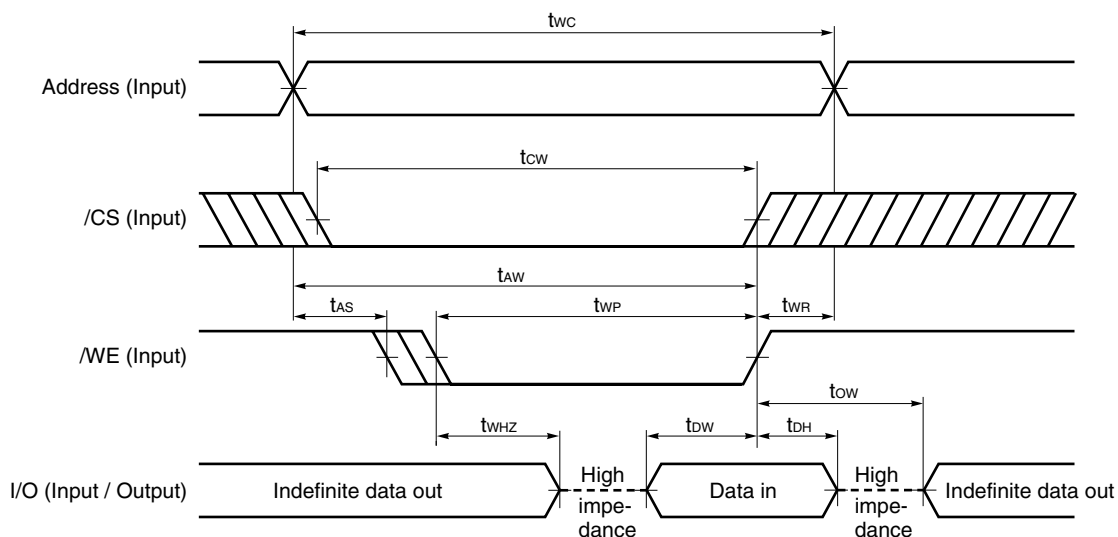 tWC
Address (Input)
tCW
/CS (Input)
tAW
tAS
tWP
tWR
/WE (Input)
tOW
tWHZ
tDW
tDH
I/O (Input / Output)
Indefinite data out
High
impe-
dance
Data in
High
impe-
dance
Indefinite data out